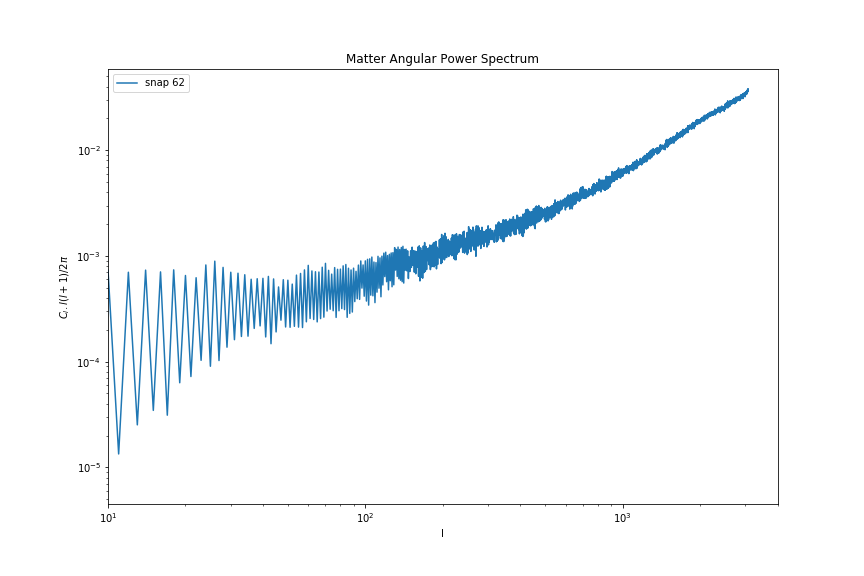 Matter Angular Power Spectrum
snap 62
10⁻²
10⁻³
10⁻⁴
10⁻⁵
C_l .l(l + 1)/2π
10¹
10²
10³
l